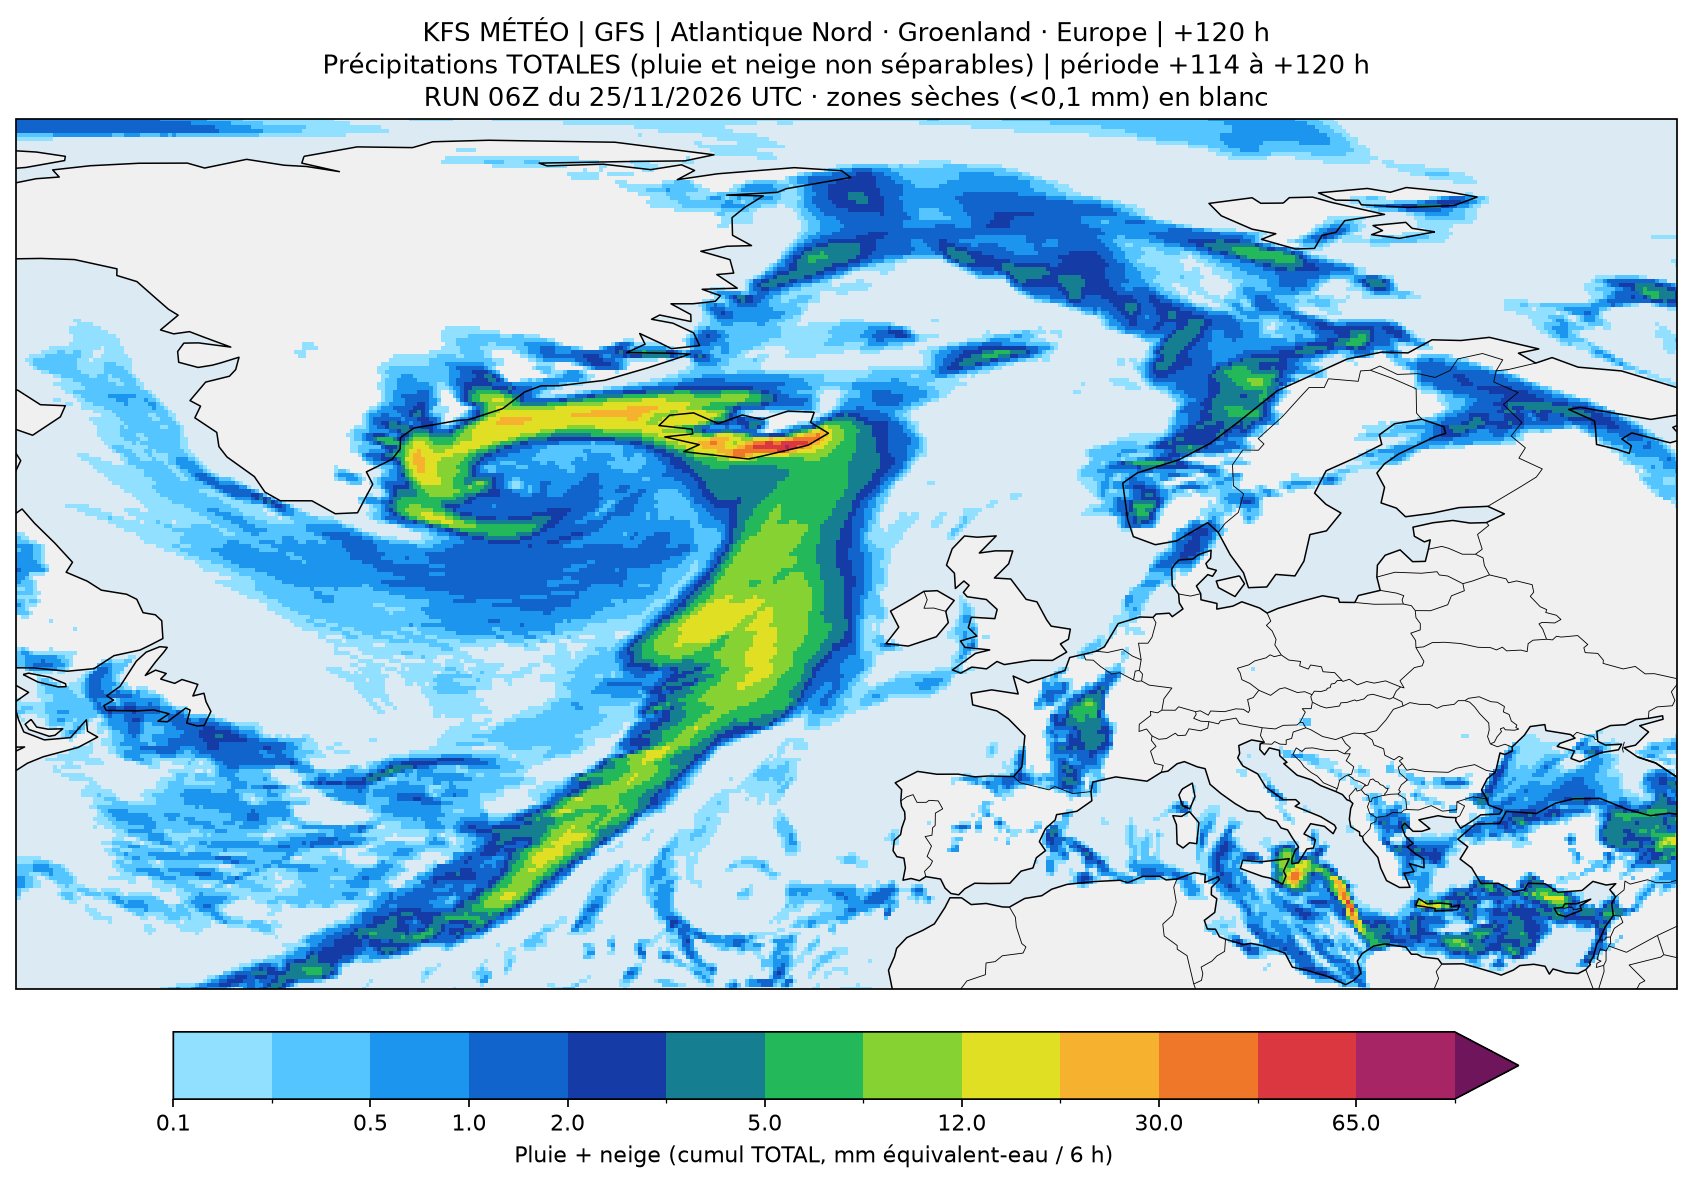 KFS MÉTÉO | GFS | Atlantique Nord · Groenland · Europe | +120 h
Précipitations TOTALES (pluie et neige non séparables) | période +114 à +120 h
RUN 06Z du 25/11/2026 UTC · zones sèches (<0,1 mm) en blanc
0.1 0.5 1.0 2.0 5.0 12.0 30.0 65.0
Pluie + neige (cumul TOTAL, mm équivalent-eau / 6 h)